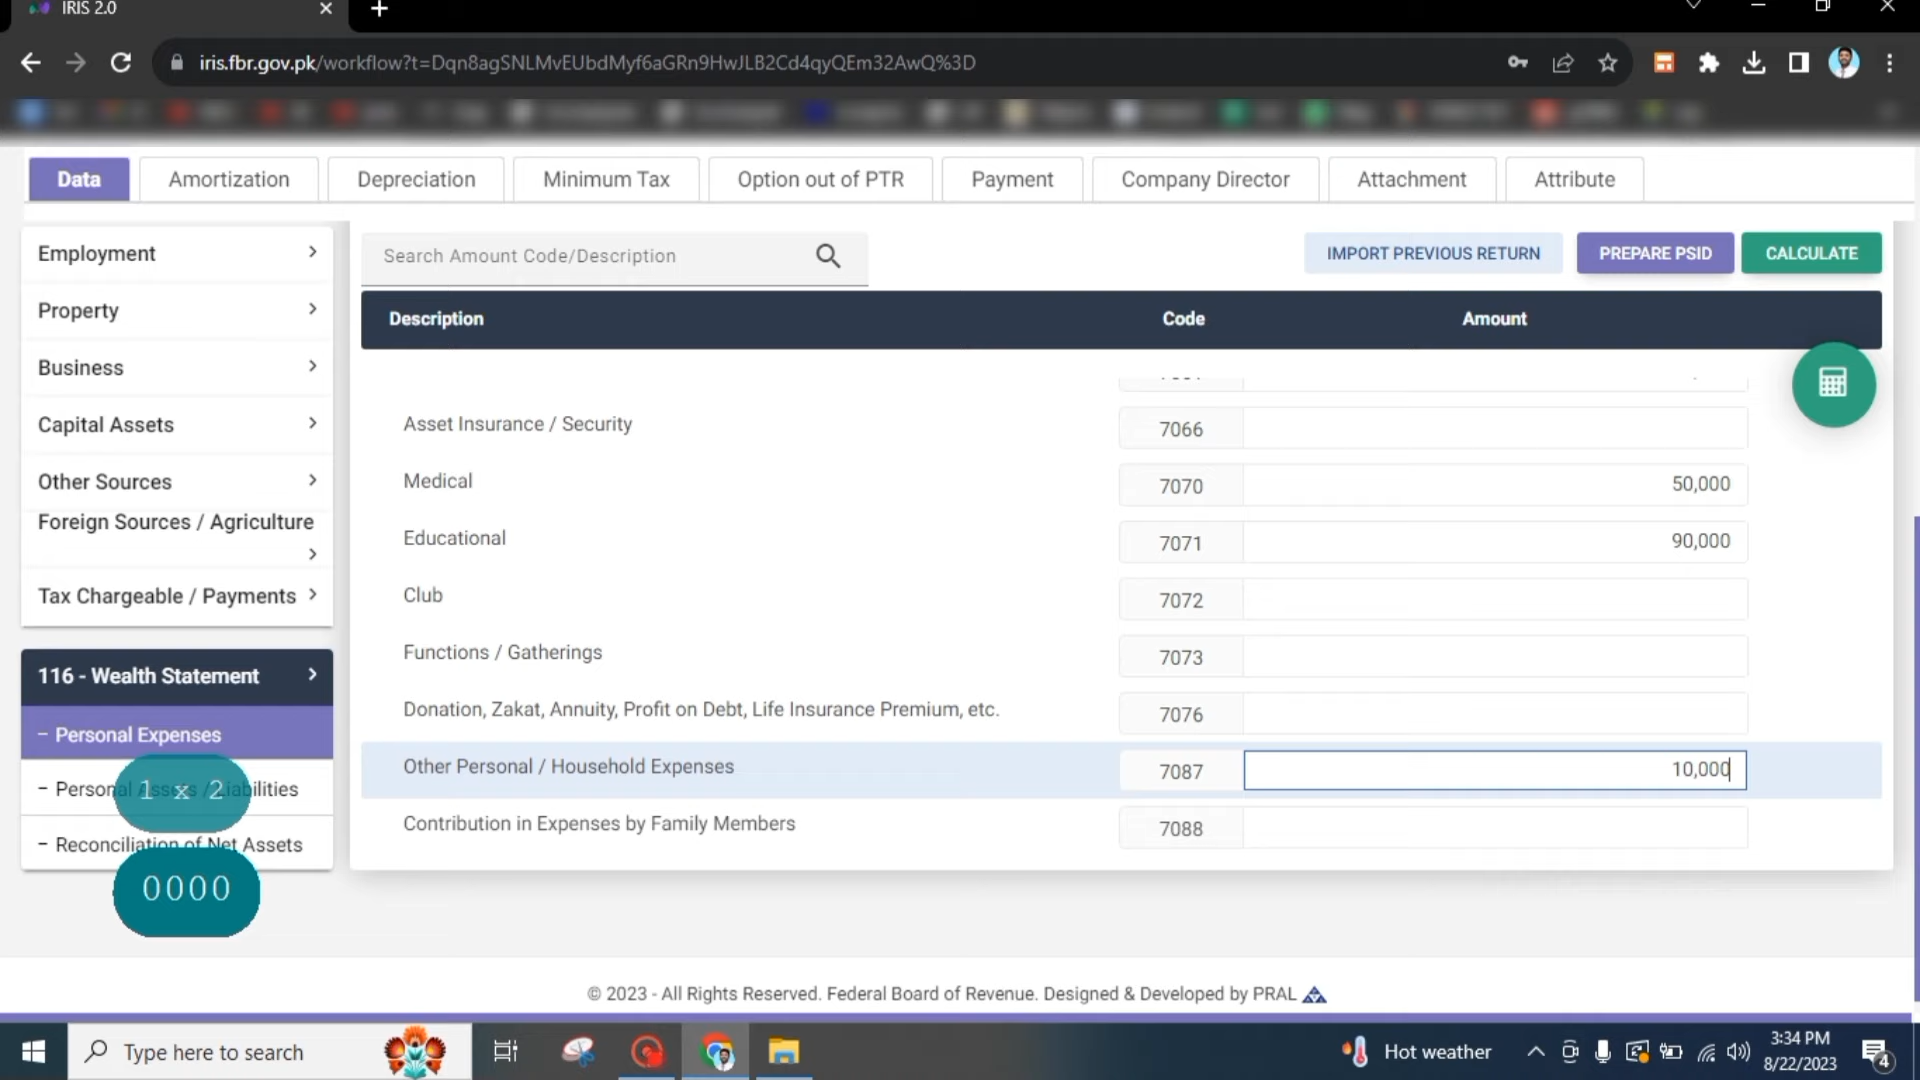 IRIS 2.0
iris.fbr.gov.pk/workflow?t=Dqn8agSNLMvEUbdMyf6aGRn9HwJLB2Cd4qyQEm32AwQ%3D
Data
Amortization
Depreciation
Minimum Tax
Option out of PTR
Payment
Company Director
Attachment
Attribute
Employment
Property
Business
Capital Assets
Other Sources
Foreign Sources / Agriculture
Tax Chargeable / Payments
116 - Wealth Statement
- Personal Expenses
- Personal Assets / Liabilities
1 x 2
- Reconciliation of Net Assets
0000
Search Amount Code/Description
IMPORT PREVIOUS RETURN
PREPARE PSID
CALCULATE
Description Code Amount
Asset Insurance / Security 7066
Medical 7070 50,000
Educational 7071 90,000
Club 7072
Functions / Gatherings 7073
Donation, Zakat, Annuity, Profit on Debt, Life Insurance Premium, etc. 7076
Other Personal / Household Expenses 7087 10,000
Contribution in Expenses by Family Members 7088
© 2023 - All Rights Reserved. Federal Board of Revenue. Designed & Developed by PRAL
Type here to search
Hot weather
3:34 PM
8/22/2023
4